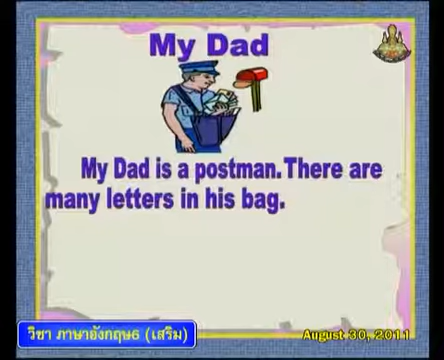 My Dad
My Dad is a postman. There are
many letters in his bag.
วิชา ภาษาอังกฤษ6 (เสริม)
August 30, 2011